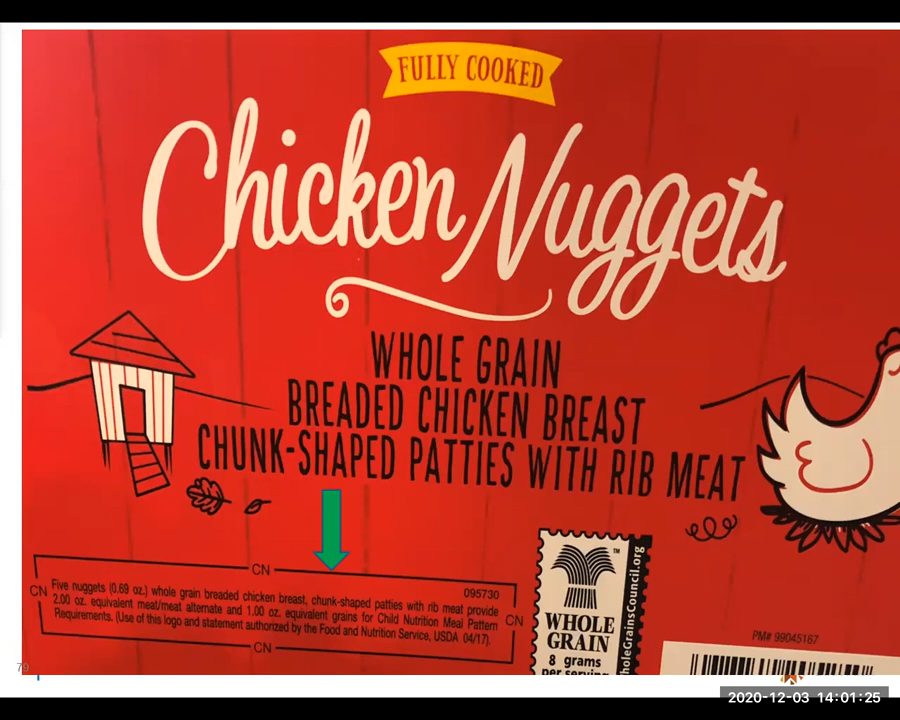 FULLY COOKED
Chicken Nuggets
WHOLE GRAIN
BREADED CHICKEN BREAST
CHUNK-SHAPED PATTIES WITH RIB MEAT
CN
CN
Five nuggets (0.69 oz.) whole grain breaded chicken breast, chunk-shaped patties with rib meat provide
2.00 oz. equivalent meat/meat alternate and 1.00 oz. equivalent grains for Child Nutrition Meal Pattern
Requirements. (Use of this logo and statement authorized by the Food and Nutrition Service, USDA 04/17).
095730
CN
CN
TM
WHOLE
GRAIN
8 grams
per serving
WholeGrainsCouncil.org
PM# 99045167
2020-12-03 14:01:25